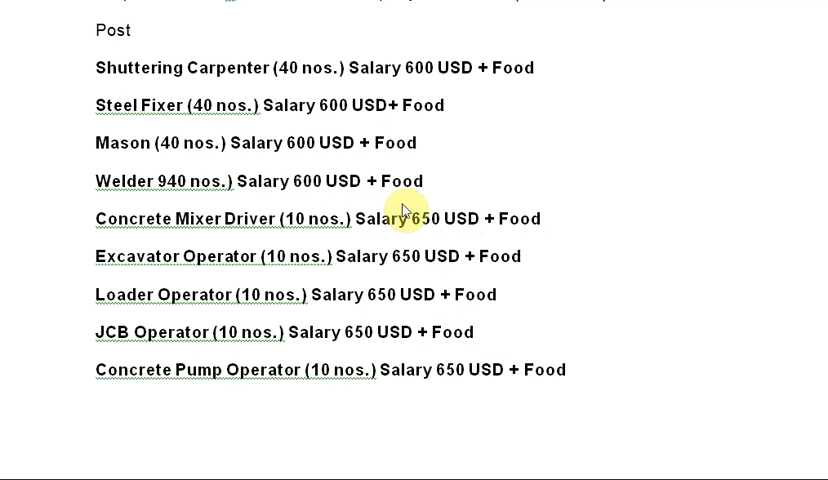 Post
Shuttering Carpenter (40 nos.) Salary 600 USD + Food
Steel Fixer (40 nos.) Salary 600 USD+ Food
Mason (40 nos.) Salary 600 USD + Food
Welder 940 nos.) Salary 600 USD + Food
Concrete Mixer Driver (10 nos.) Salary 650 USD + Food
Excavator Operator (10 nos.) Salary 650 USD + Food
Loader Operator (10 nos.) Salary 650 USD + Food
JCB Operator (10 nos.) Salary 650 USD + Food
Concrete Pump Operator (10 nos.) Salary 650 USD + Food